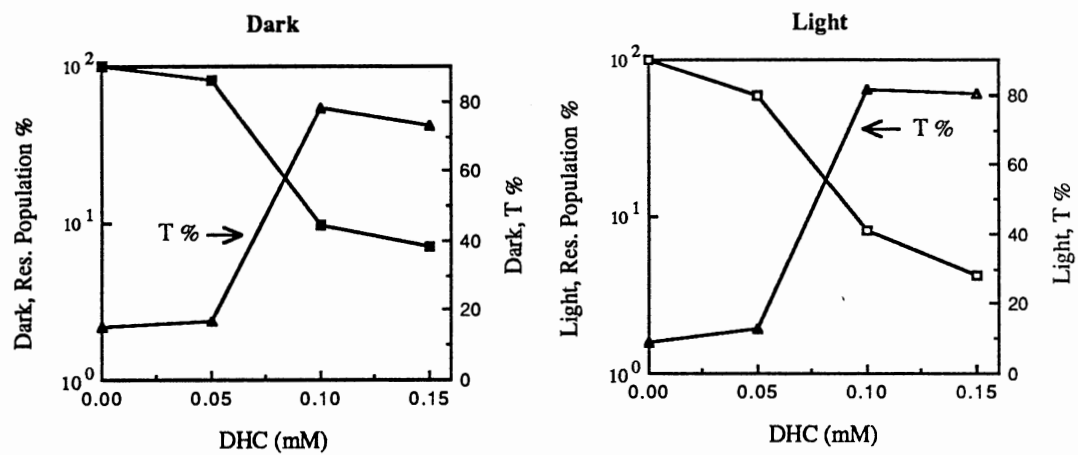 Dark
Dark, Res. Population %
10²
10¹
10⁰
T %
80
60
40
20
0
Dark, T %
0.00 0.05 0.10 0.15
DHC (mM)
Light
Light, Res. Population %
10²
10¹
10⁰
T %
80
60
40
20
0
Light, T %
0.00 0.05 0.10 0.15
DHC (mM)